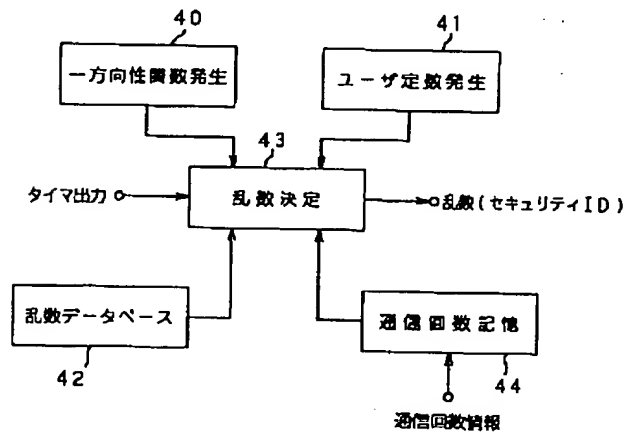 40
一方向性関数発生
41
ユーザ定数発生
43
乱数決定
タイマ出力
乱数(セキュリティID)
乱数データベース
42
通信回数記憶
44
通信回数情報